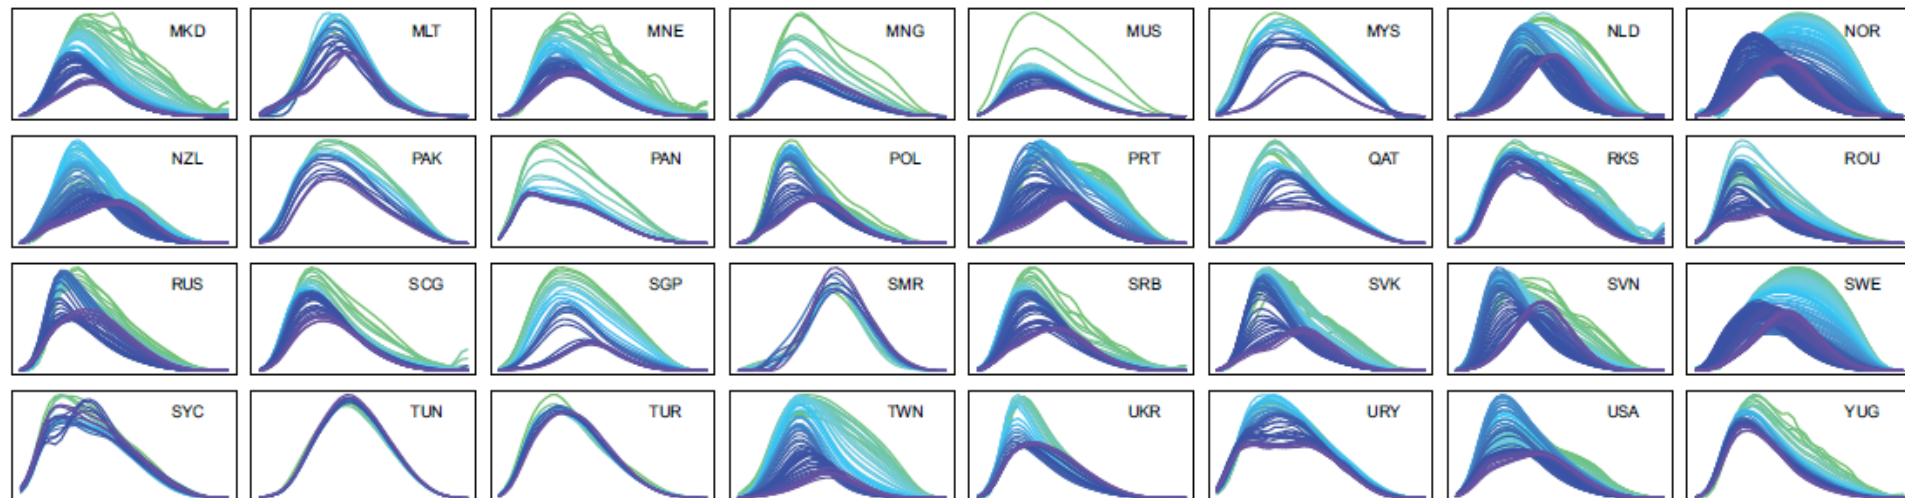 MKD MLT MNE MNG MUS MYS NLD NOR
NZL PAK PAN POL PRT QAT RKS ROU
RUS SCG SGP SMR SRB SVK SVN SWE
SYC TUN TUR TWN UKR URY USA YUG